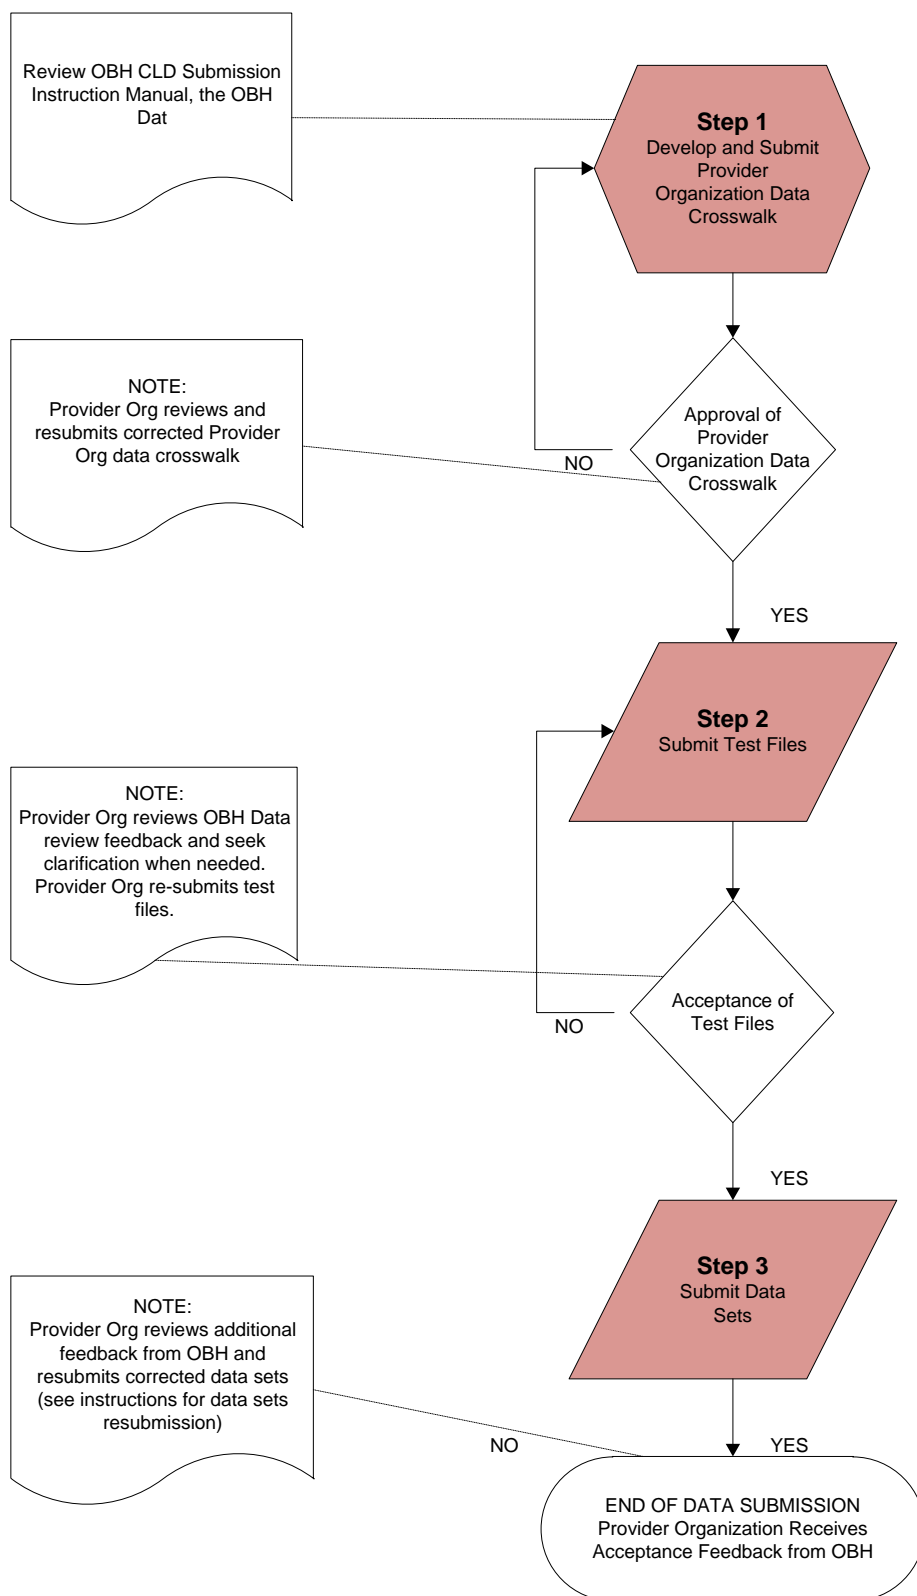 Review OBH CLD Submission
Instruction Manual, the OBH
Dat
Step 1
Develop and Submit
Provider
Organization Data
Crosswalk
NOTE:
Provider Org reviews and
resubmits corrected Provider
Org data crosswalk
Approval of
Provider
Organization Data
Crosswalk
NO
YES
Step 2
Submit Test Files
NOTE:
Provider Org reviews OBH Data
review feedback and seek
clarification when needed.
Provider Org re-submits test
files.
Acceptance of
Test Files
NO
YES
Step 3
Submit Data
Sets
NOTE:
Provider Org reviews additional
feedback from OBH and
resubmits corrected data sets
(see instructions for data sets
resubmission)
NO
YES
END OF DATA SUBMISSION
Provider Organization Receives
Acceptance Feedback from OBH